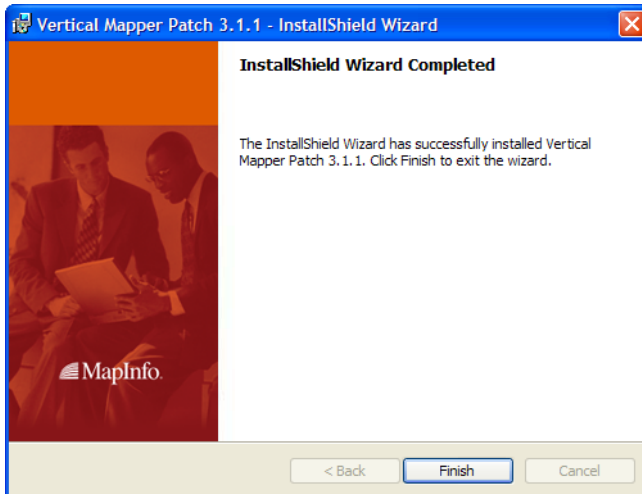 Vertical Mapper Patch 3.1.1 - InstallShield Wizard
InstallShield Wizard Completed
The InstallShield Wizard has successfully installed Vertical
Mapper Patch 3.1.1. Click Finish to exit the wizard.
MapInfo.
< Back Finish Cancel